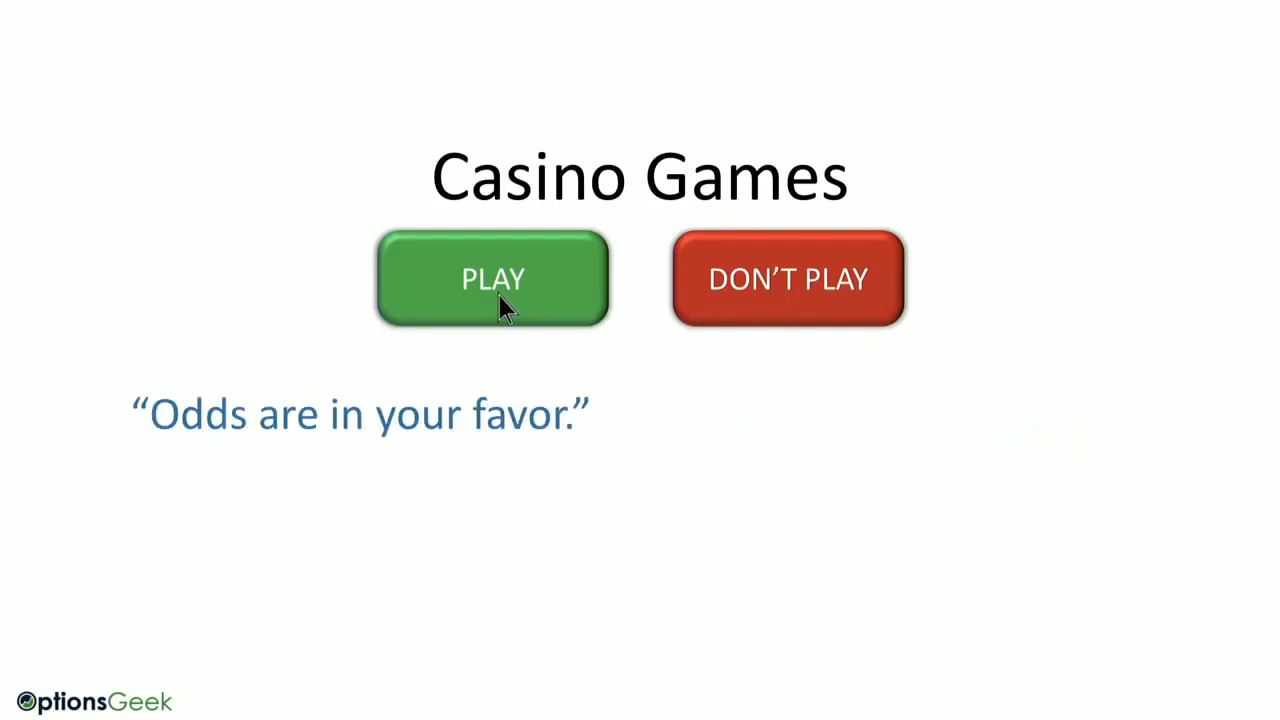 Casino Games
PLAY
DON’T PLAY
“Odds are in your favor.”
OptionsGeek